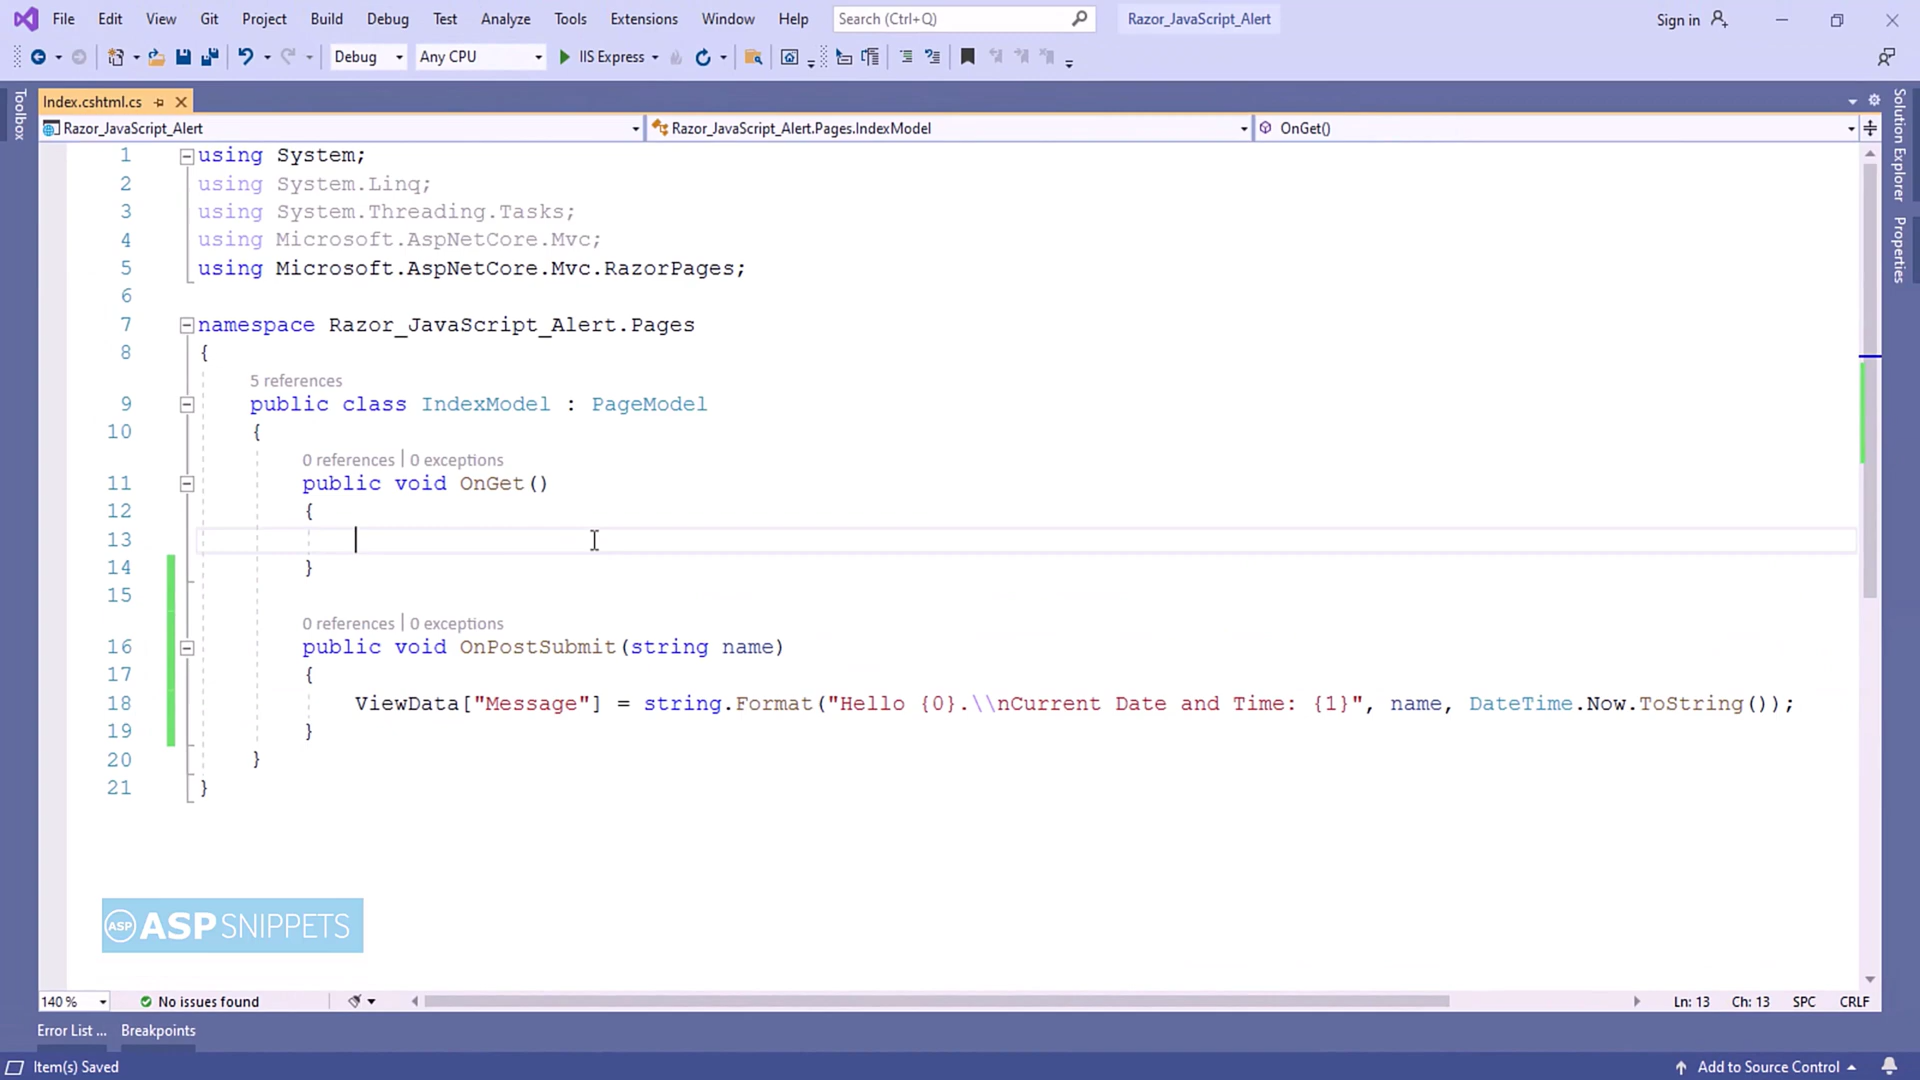 File Edit View Git Project Build Debug Test Analyze Tools Extensions Window Help Search (Ctrl+Q) Razor_JavaScript_Alert Sign in
Debug Any CPU IIS Express
Toolbox
Index.cshtml.cs
Razor_JavaScript_Alert Razor_JavaScript_Alert.Pages.IndexModel OnGet()
Solution Explorer
Properties
1 using System;
2 using System.Linq;
3 using System.Threading.Tasks;
4 using Microsoft.AspNetCore.Mvc;
5 using Microsoft.AspNetCore.Mvc.RazorPages;
6
7 namespace Razor_JavaScript_Alert.Pages
8 {
5 references
9 public class IndexModel : PageModel
10 {
0 references | 0 exceptions
11 public void OnGet()
12 {
13
14 }
15
0 references | 0 exceptions
16 public void OnPostSubmit(string name)
17 {
18 ViewData["Message"] = string.Format("Hello {0}.\\nCurrent Date and Time: {1}", name, DateTime.Now.ToString());
19 }
20 }
21 }
ASP ASPSNIPPETS
140 % No issues found Ln: 13 Ch: 13 SPC CRLF
Error List ... Breakpoints
Item(s) Saved Add to Source Control